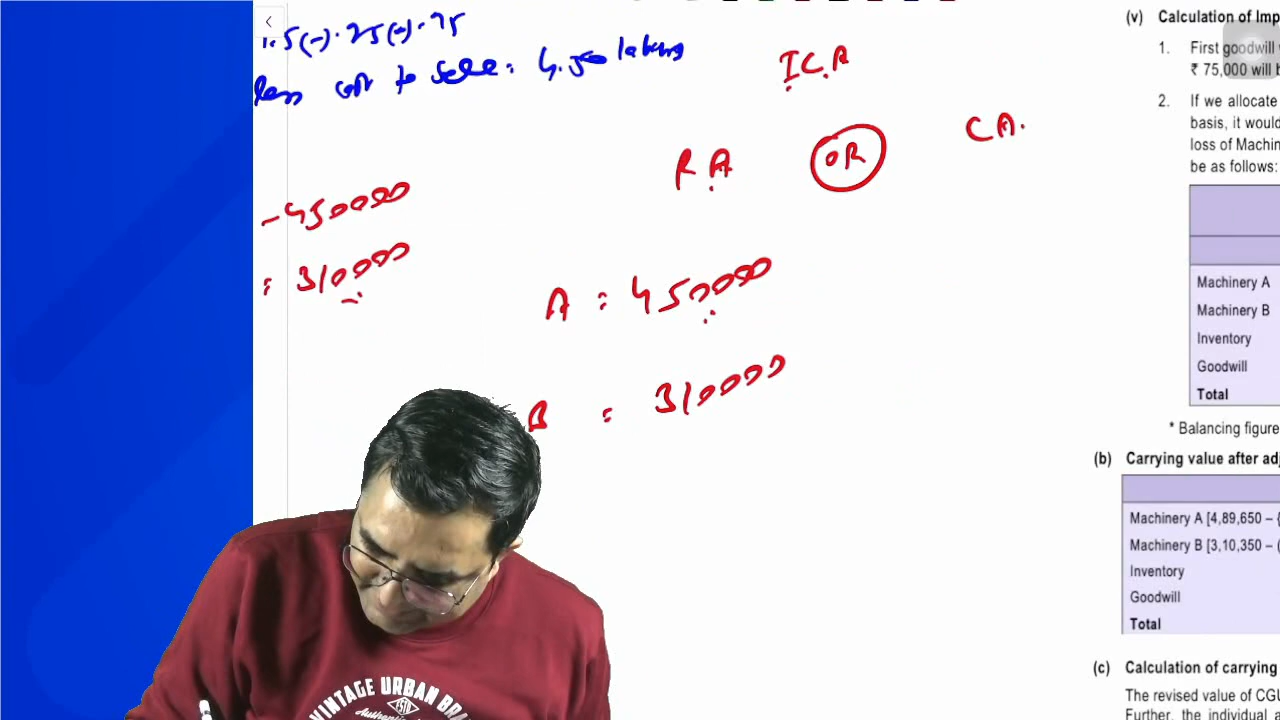 1.5(-).25(-).75
less cost to sell : 4.50 lakhs
I C A
RA OR CA.
-450000
= 310000
A = 450000
B = 310000
(v) Calculation of Imp
1. First goodwill
₹ 75,000 will b
2. If we allocate
basis, it would
loss of Machin
be as follows:
Machinery A
Machinery B
Inventory
Goodwill
Total
* Balancing figure
(b) Carrying value after adj
Machinery A [4,89,650 – {
Machinery B [3,10,350 – (
Inventory
Goodwill
Total
(c) Calculation of carrying
The revised value of CGU
Further, the individual a
VINTAGE URBAN BRA
ESTD
Authentic